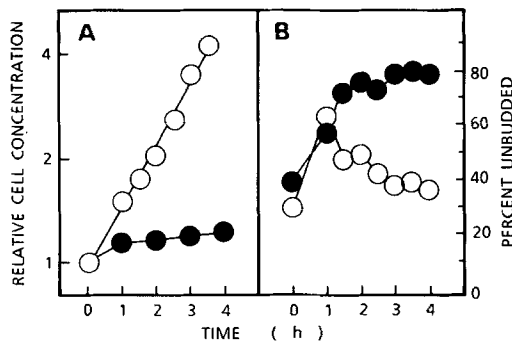 A
B
RELATIVE CELL CONCENTRATION
4
2
1
0 1 2 3 4
0 1 2 3 4
TIME ( h )
80
60
40
20
0
PERCENT UNBUDDED